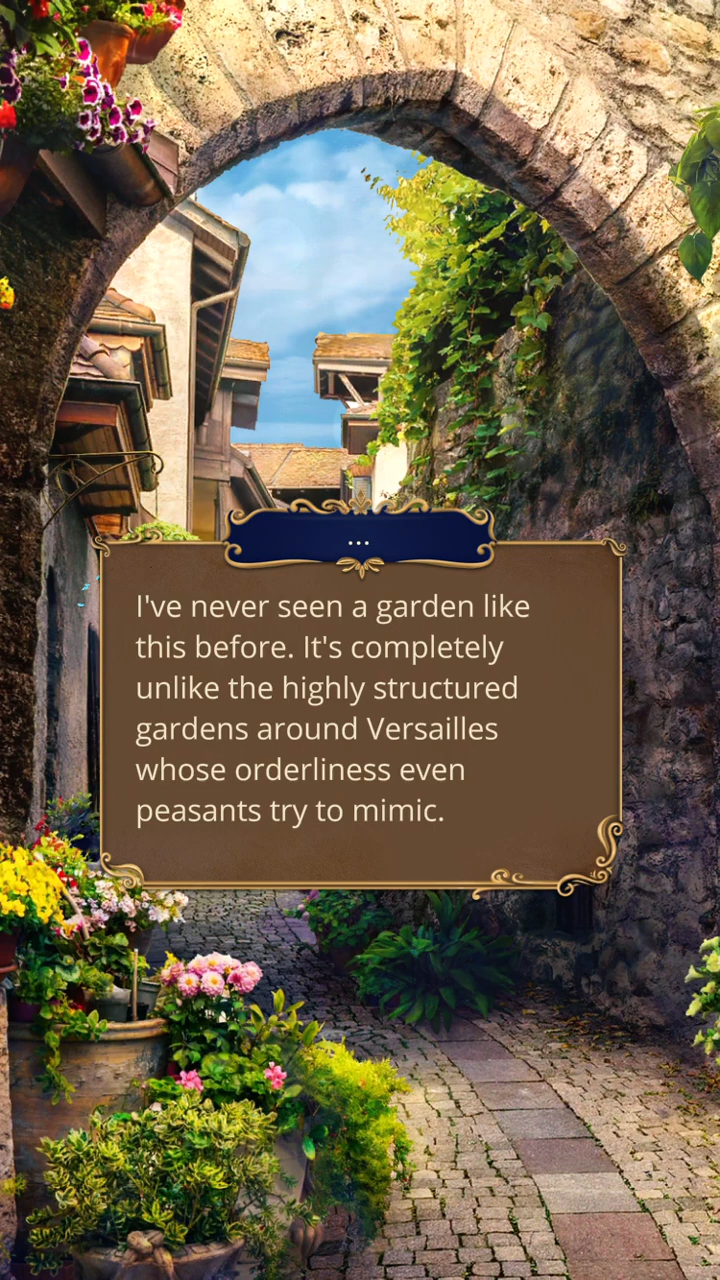 ...
I've never seen a garden like
this before. It's completely
unlike the highly structured
gardens around Versailles
whose orderliness even
peasants try to mimic.